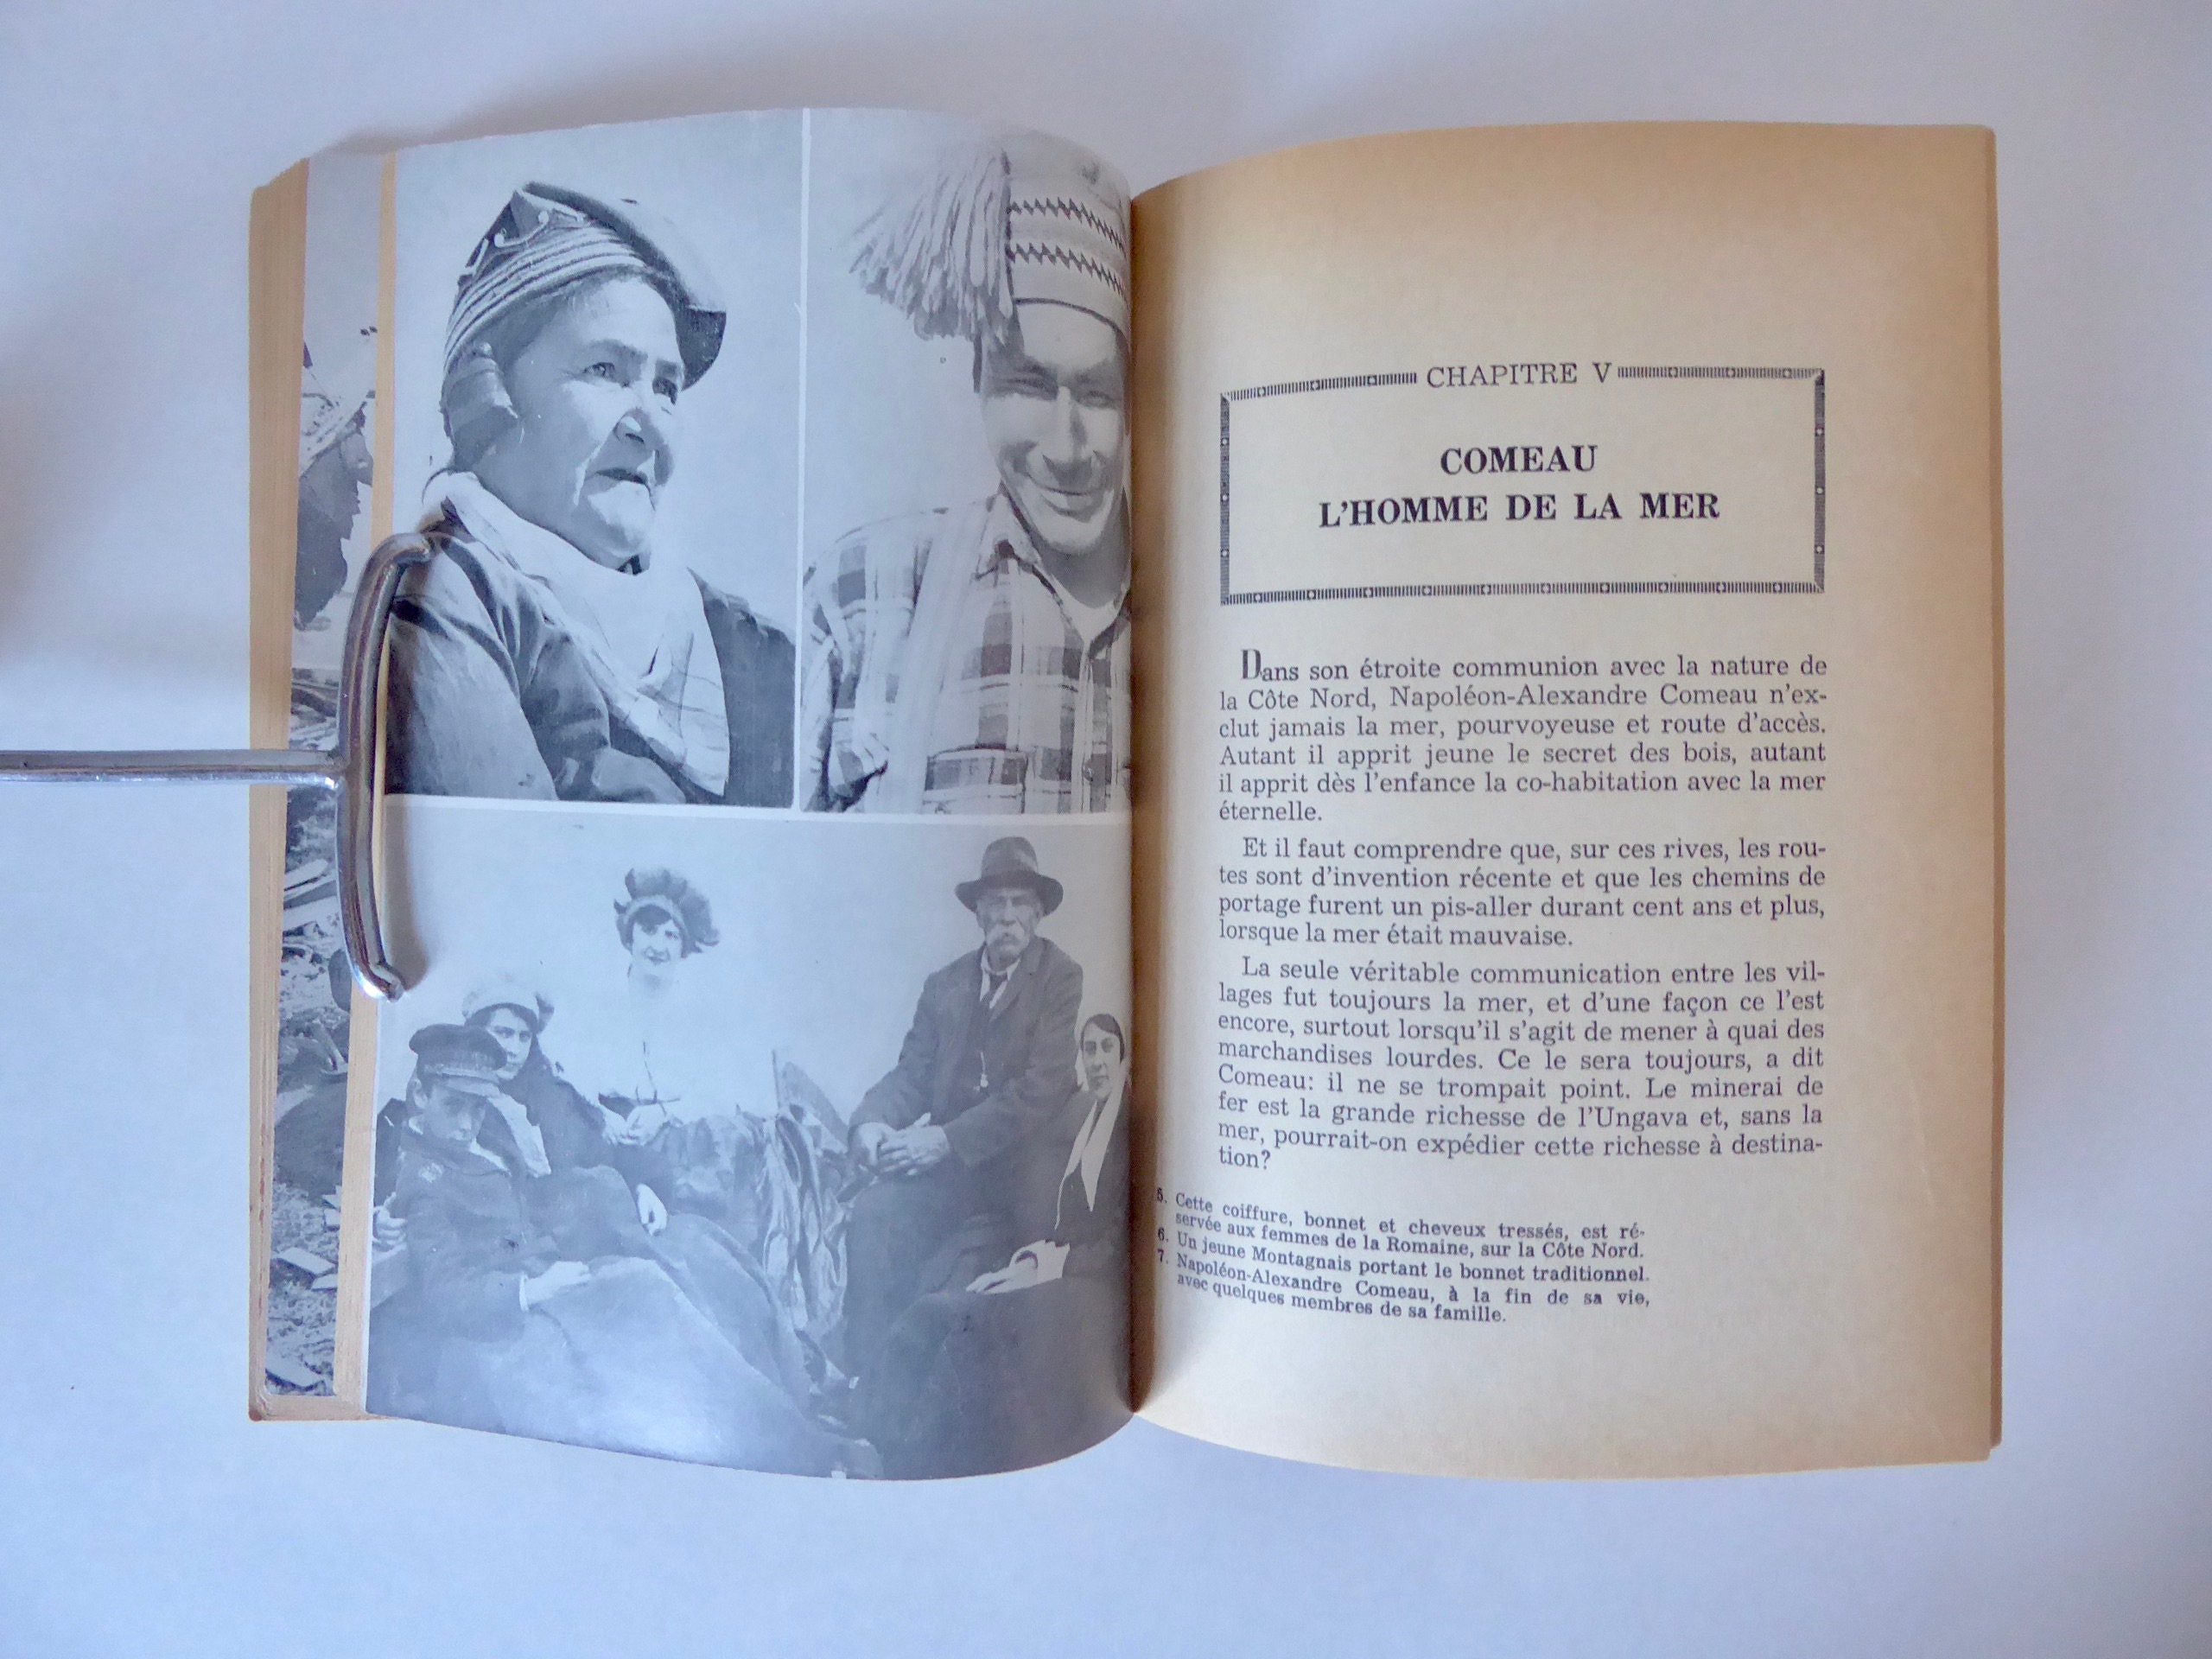 CHAPITRE V
COMEAU
L'HOMME DE LA MER
Dans son étroite communion avec la nature de
la Côte Nord, Napoléon-Alexandre Comeau n'ex-
clut jamais la mer, pourvoyeuse et route d'accès.
Autant il apprit jeune le secret des bois, autant
il apprit dès l'enfance la co-habitation avec la mer
éternelle.
Et il faut comprendre que, sur ces rives, les rou-
tes sont d'invention récente et que les chemins de
portage furent un pis-aller durant cent ans et plus,
lorsque la mer était mauvaise.
La seule véritable communication entre les vil-
lages fut toujours la mer, et d'une façon ce l'est
encore, surtout lorsqu'il s'agit de mener à quai des
marchandises lourdes. Ce le sera toujours, a dit
Comeau: il ne se trompait point. Le minerai de
fer est la grande richesse de l'Ungava et, sans la
mer, pourrait-on expédier cette richesse à destina-
tion?
5. Cette coiffure, bonnet et cheveux tressés, est ré-
servée aux femmes de la Romaine, sur la Côte Nord.
6. Un jeune Montagnais portant le bonnet traditionnel.
7. Napoléon-Alexandre Comeau, à la fin de sa vie,
avec quelques membres de sa famille.